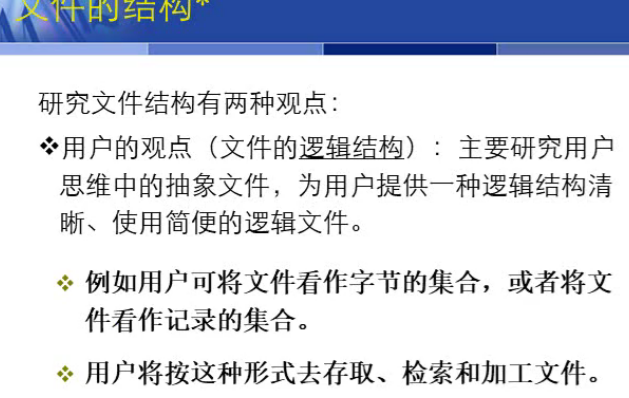 文件的结构*
研究文件结构有两种观点：
❖用户的观点（文件的逻辑结构）：主要研究用户
思维中的抽象文件，为用户提供一种逻辑结构清
晰、使用简便的逻辑文件。
❖ 例如用户可将文件看作字节的集合，或者将文
件看作记录的集合。
❖ 用户将按这种形式去存取、检索和加工文件。